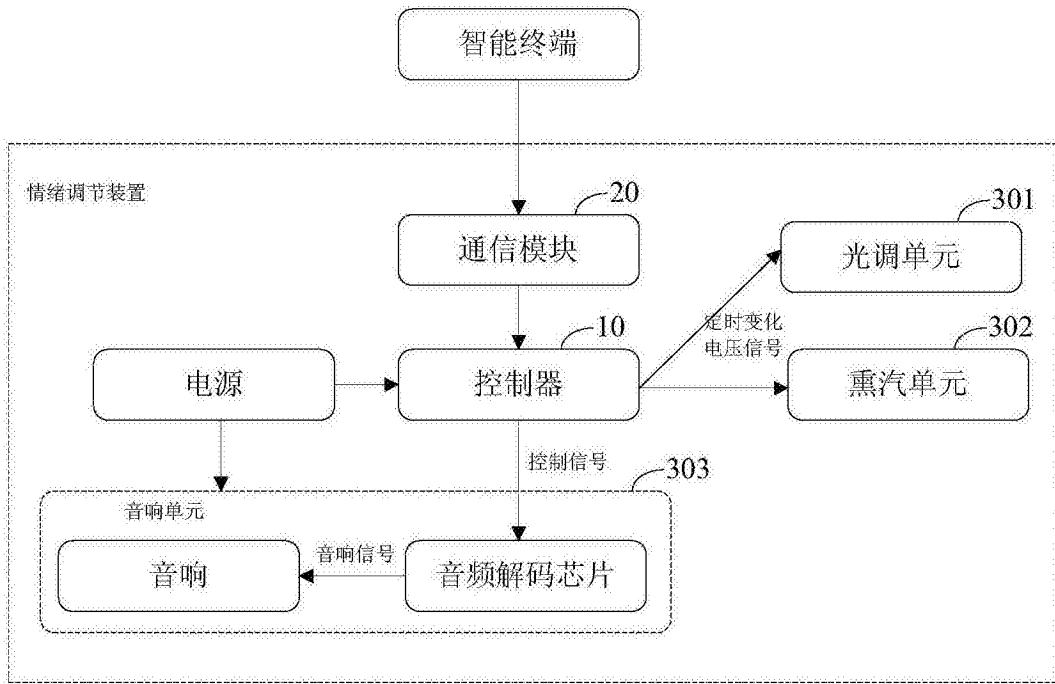 智能终端
情绪调节装置
20
通信模块
301
光调单元
定时变化
电压信号
10
控制器
302
熏汽单元
电源
控制信号
303
音响单元
音响
音响信号
音频解码芯片